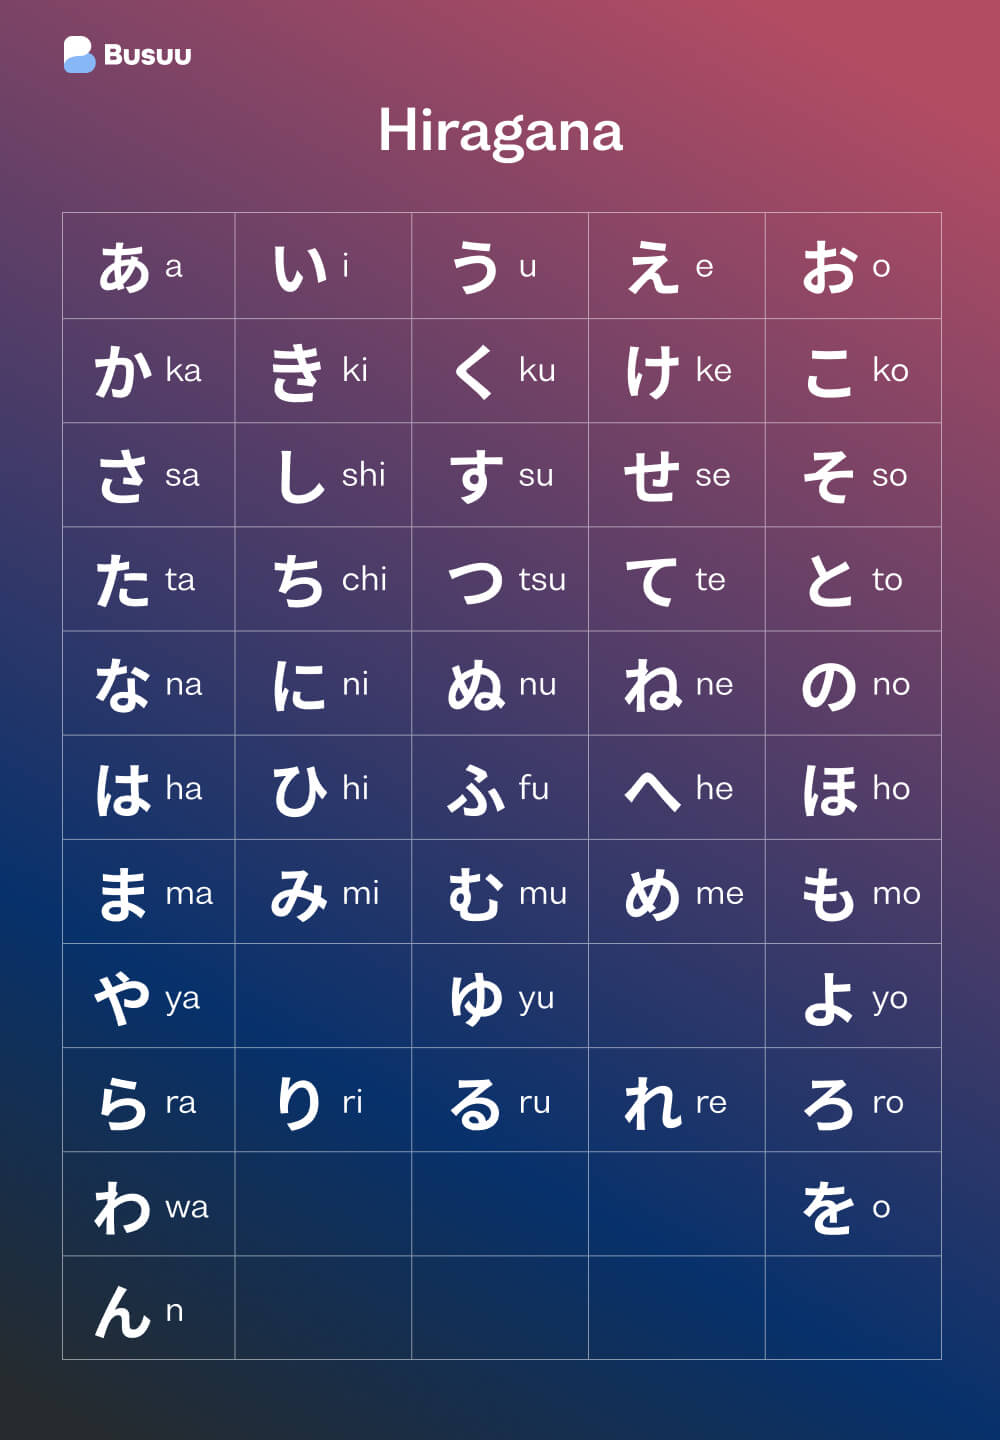 Busuu
Hiragana
あ a い i う u え e お o
か ka き ki く ku け ke こ ko
さ sa し shi す su せ se そ so
た ta ち chi つ tsu て te と to
な na に ni ぬ nu ね ne の no
は ha ひ hi ふ fu へ he ほ ho
ま ma み mi む mu め me も mo
や ya ゆ yu よ yo
ら ra り ri る ru れ re ろ ro
わ wa を o
ん n